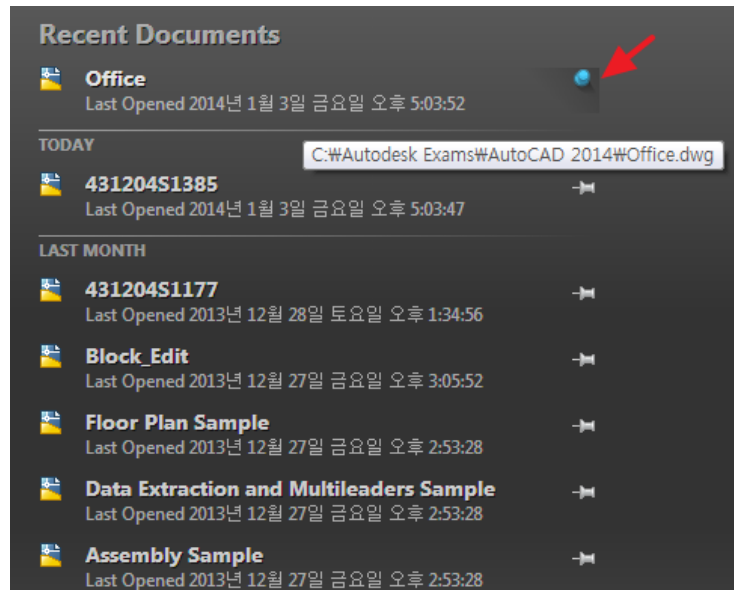 Recent Documents
Office
Last Opened 2014년 1월 3일 금요일 오후 5:03:52
TODAY
C:₩Autodesk Exams₩AutoCAD 2014₩Office.dwg
431204S1385
Last Opened 2014년 1월 3일 금요일 오후 5:03:47
LAST MONTH
431204S1177
Last Opened 2013년 12월 28일 토요일 오후 1:34:56
Block_Edit
Last Opened 2013년 12월 27일 금요일 오후 3:05:52
Floor Plan Sample
Last Opened 2013년 12월 27일 금요일 오후 2:53:28
Data Extraction and Multileaders Sample
Last Opened 2013년 12월 27일 금요일 오후 2:53:28
Assembly Sample
Last Opened 2013년 12월 27일 금요일 오후 2:53:28